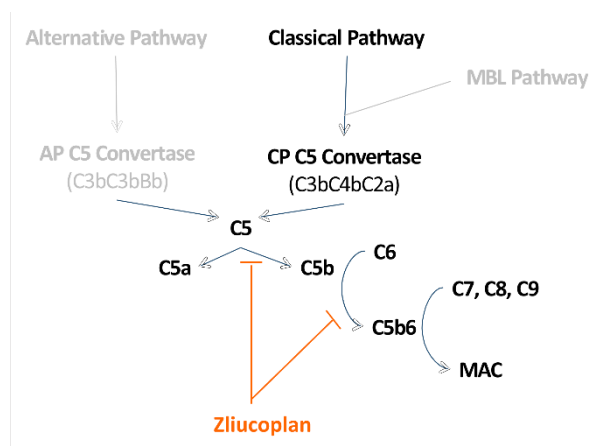 Alternative Pathway
Classical Pathway
MBL Pathway
AP C5 Convertase
(C3bC3bBb)
CP C5 Convertase
(C3bC4bC2a)
C5
C5a
C5b
C6
C7, C8, C9
C5b6
MAC
Zliucoplan